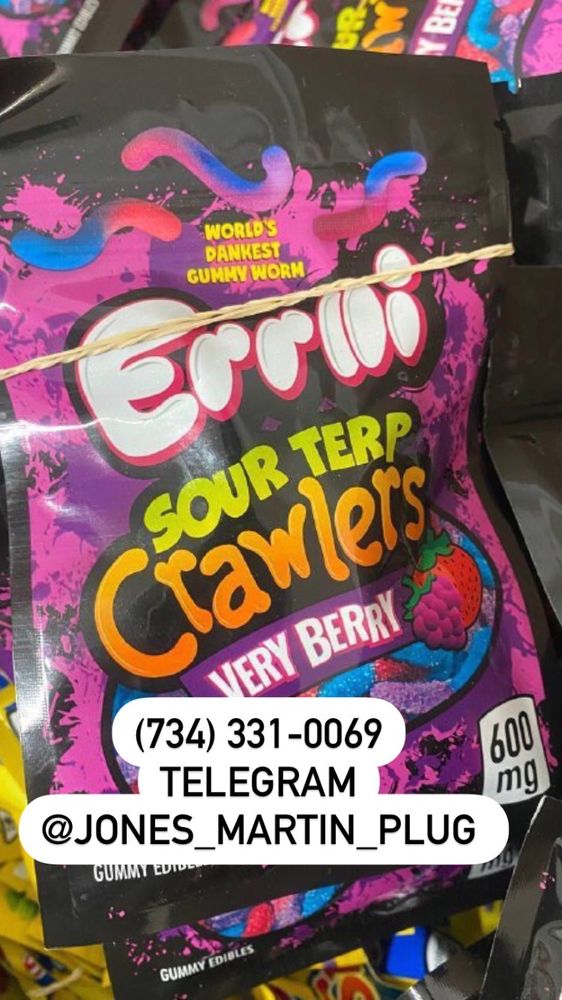 WORLD'S
DANKEST
GUMMY WORM
Errlli
SOUR TERP
Crawlers
VERY BERRY
600
mg
(734) 331-0069
TELEGRAM
@JONES_MARTIN_PLUG
GUMMY
GUMMY EDIBLES